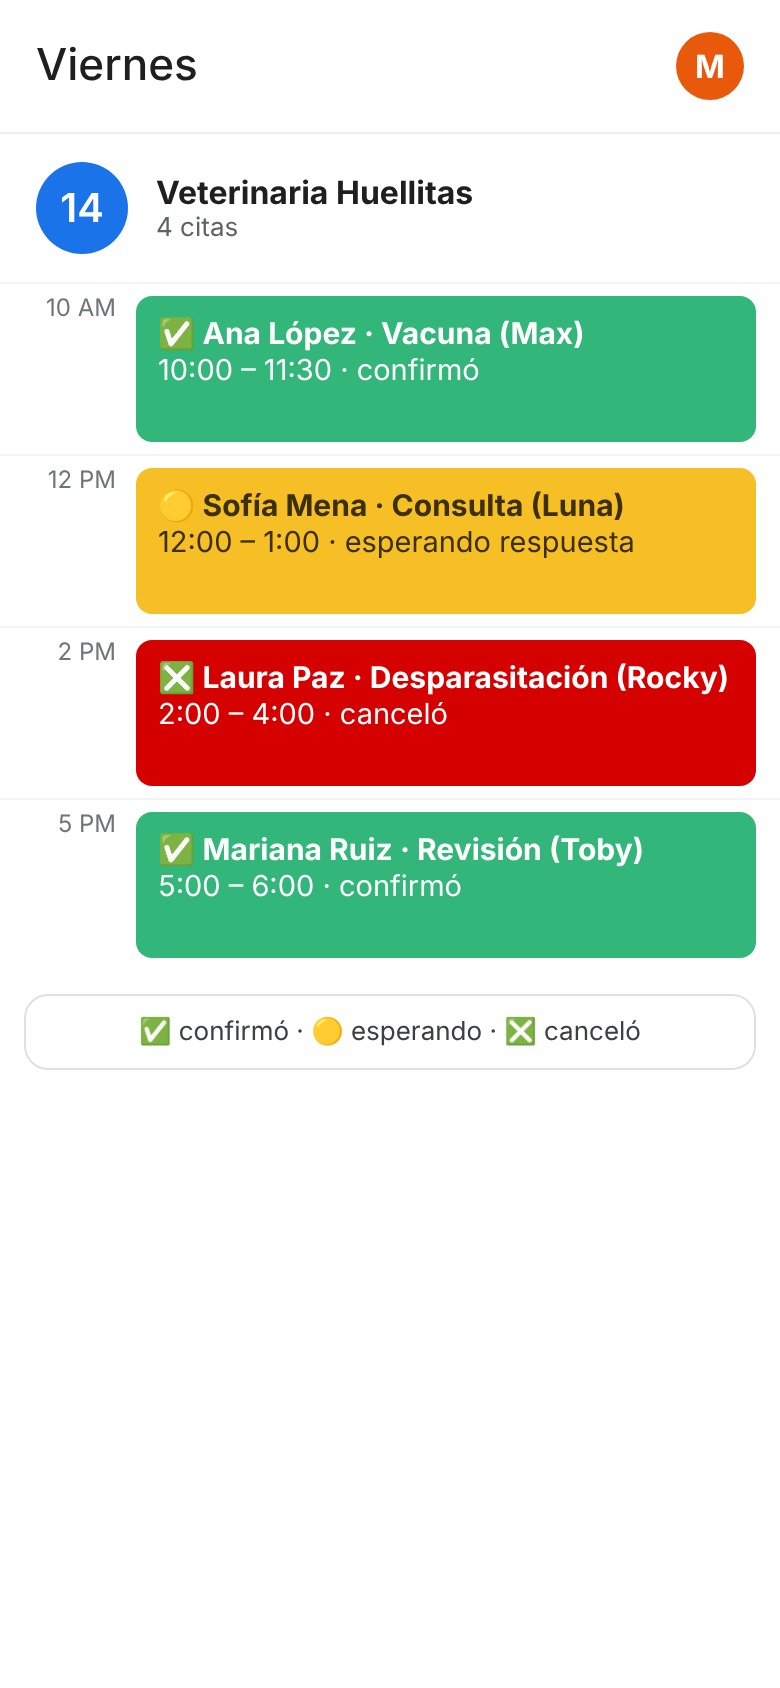 Viernes
M
14
Veterinaria Huellitas
4 citas
10 AM
✅ Ana López · Vacuna (Max)
10:00 – 11:30 · confirmó
12 PM
🟡 Sofía Mena · Consulta (Luna)
12:00 – 1:00 · esperando respuesta
2 PM
❎ Laura Paz · Desparasitación (Rocky)
2:00 – 4:00 · canceló
5 PM
✅ Mariana Ruiz · Revisión (Toby)
5:00 – 6:00 · confirmó
✅ confirmó · 🟡 esperando · ❎ canceló